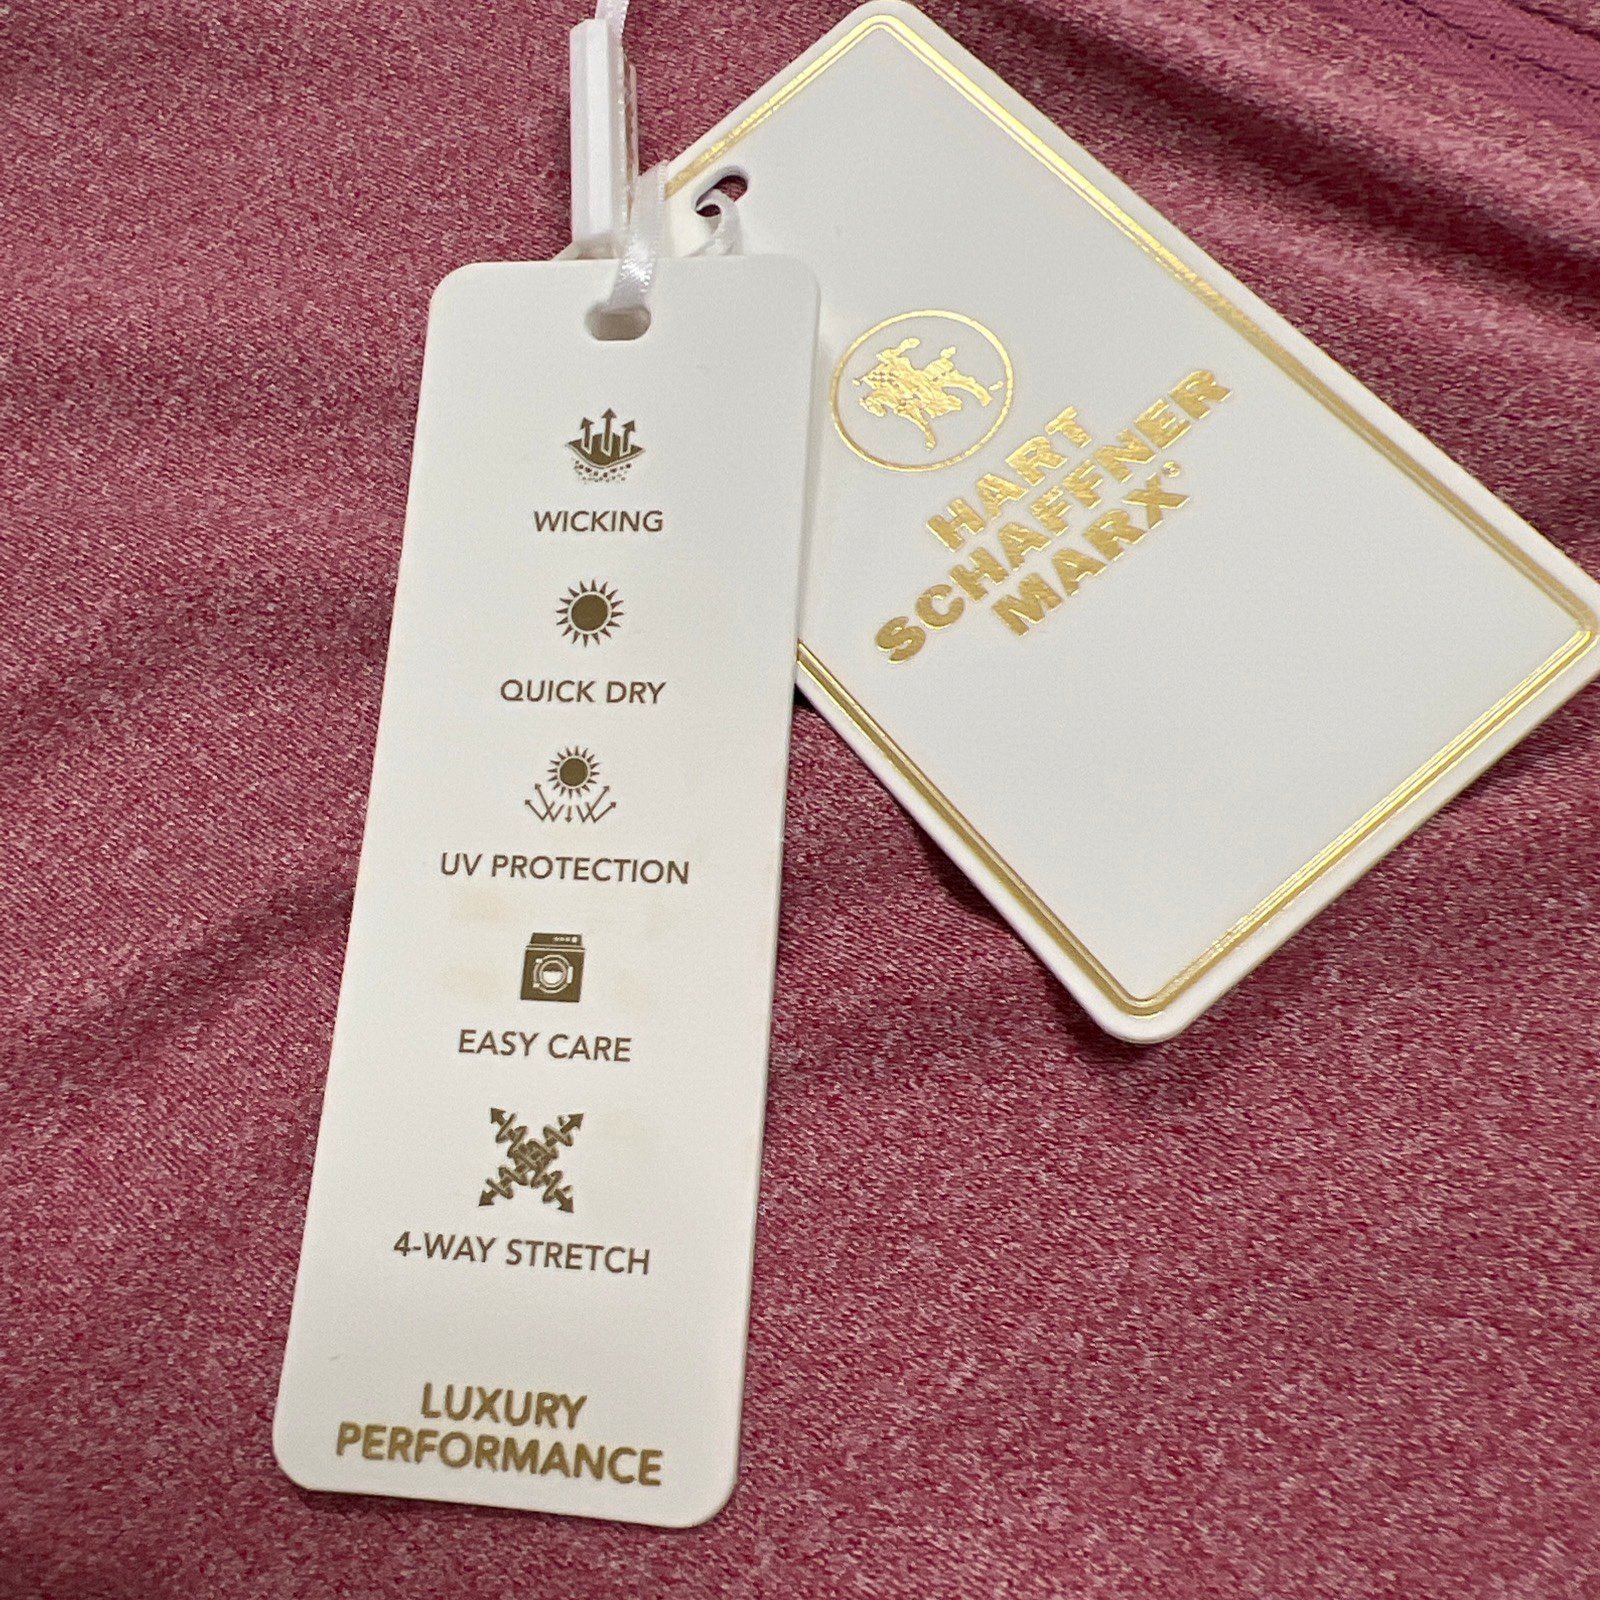 WICKING
QUICK DRY
UV PROTECTION
EASY CARE
4-WAY STRETCH
LUXURY
PERFORMANCE
HART
SCHAFFNER
MARX®